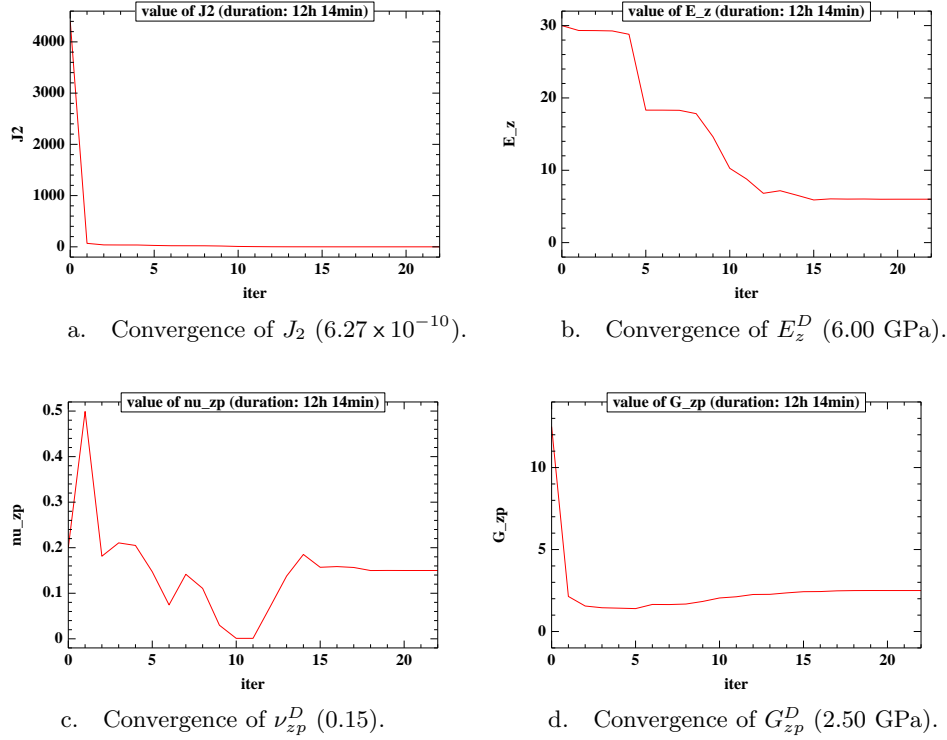 value of J2 (duration: 12h 14min)
4000
3000
2000
1000
0
J2
0 5 10 15 20
iter
a. Convergence of J₂ (6.27 × 10⁻¹⁰).
value of E_z (duration: 12h 14min)
30
20
10
0
E_z
0 5 10 15 20
iter
b. Convergence of E_z^D (6.00 GPa).
value of nu_zp (duration: 12h 14min)
0.5
0.4
0.3
0.2
0.1
0
nu_zp
0 5 10 15 20
iter
c. Convergence of ν_zp^D (0.15).
value of G_zp (duration: 12h 14min)
10
5
0
G_zp
0 5 10 15 20
iter
d. Convergence of G_zp^D (2.50 GPa).